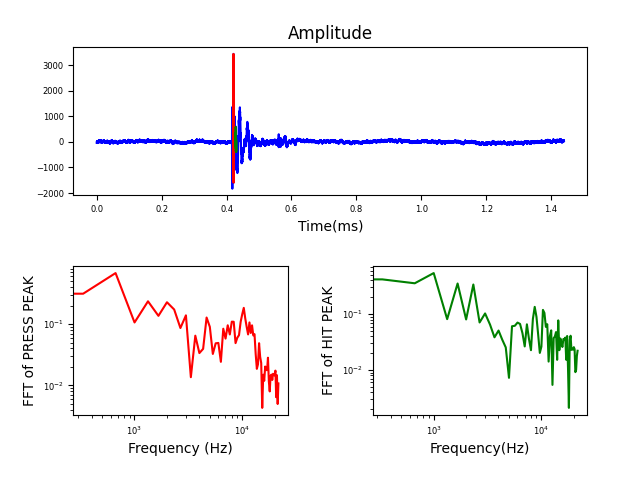 Amplitude
3000
2000
1000
0
−1000
−2000
0.0 0.2 0.4 0.6 0.8 1.0 1.2 1.4
Time(ms)
FFT of PRESS PEAK
10⁻¹
10⁻²
10³ 10⁴
Frequency (Hz)
FFT of HIT PEAK
10⁻¹
10⁻²
10³ 10⁴
Frequency(Hz)